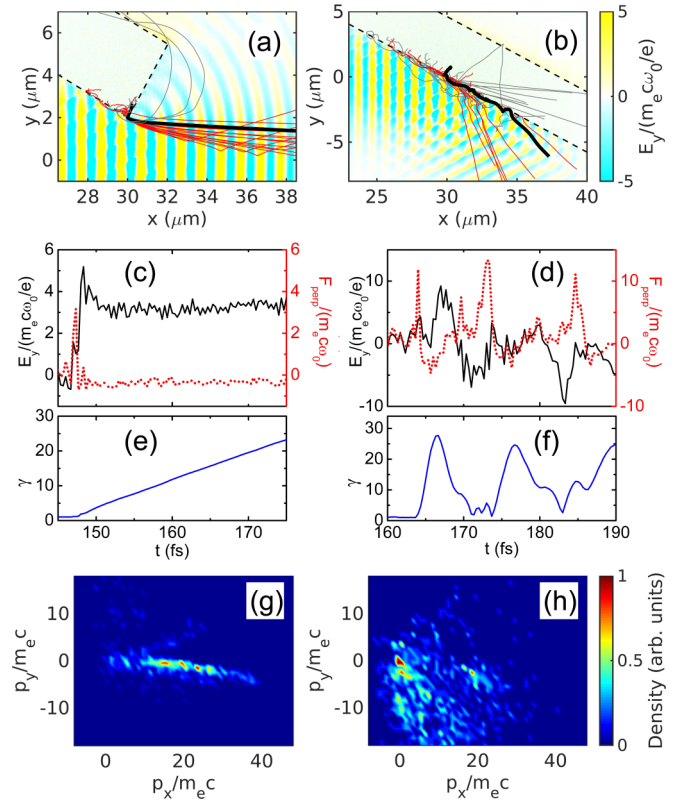 (a)
y (μm)
6
4
2
0
28
30
32
34
36
38
x (μm)
(b)
y (μm)
5
0
-5
25
30
35
40
x (μm)
5
0
-5
E_y/(m_e cω_0/e)
(c)
E_y/(m_e cω_0/e)
6
4
2
0
6
4
2
0
F_perp/(m_e cω_0)
(d)
E_y/(m_e cω_0/e)
10
0
-10
10
0
-10
F_perp/(m_e cω_0)
(e)
γ
30
20
10
0
150
160
170
t (fs)
(f)
γ
30
20
10
0
160
170
180
190
t (fs)
(g)
p_y/m_e c
10
0
-10
0
20
40
p_x/m_e c
(h)
p_y/m_e c
10
0
-10
0
20
40
p_x/m_e c
1
0.5
0
Density (arb. units)